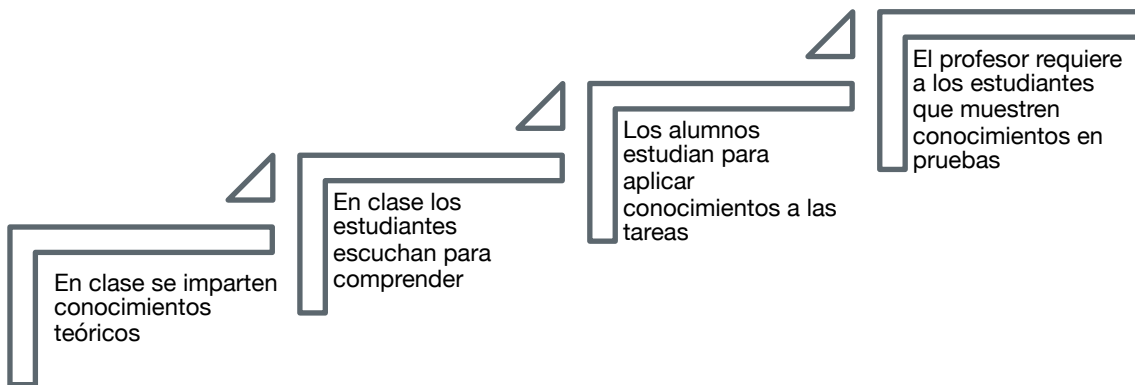 En clase se imparten
conocimientos
teóricos
En clase los
estudiantes
escuchan para
comprender
Los alumnos
estudian para
aplicar
conocimientos a las
tareas
El profesor requiere
a los estudiantes
que muestren
conocimientos en
pruebas